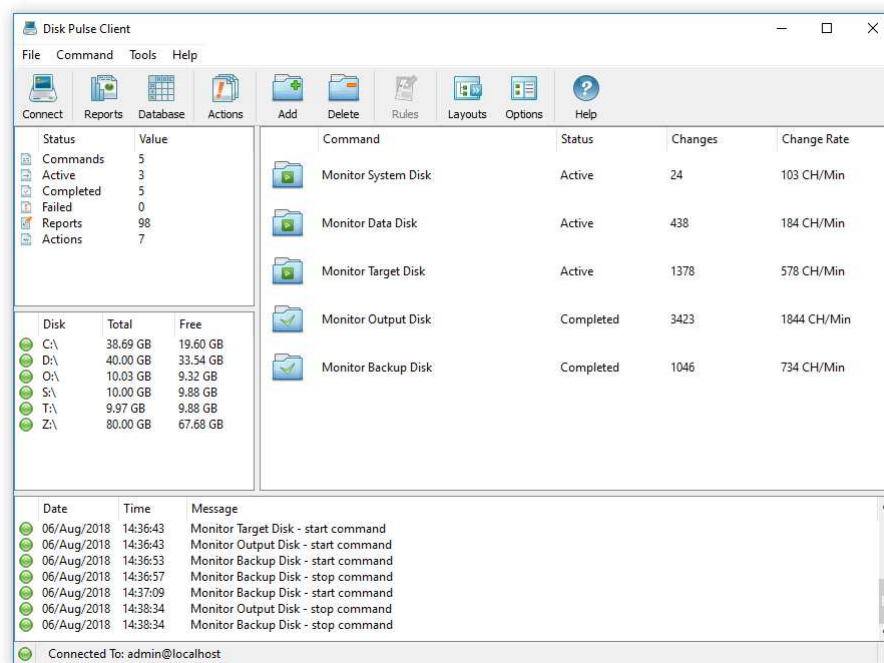 Disk Pulse Client
File Command Tools Help
Connect Reports Database Actions Add Delete Rules Layouts Options Help
Status Value
Commands 5
Active 3
Completed 5
Failed 0
Reports 98
Actions 7
Disk Total Free
C:\ 38.69 GB 19.60 GB
D:\ 40.00 GB 33.54 GB
O:\ 10.03 GB 9.32 GB
S:\ 10.00 GB 9.88 GB
T:\ 9.97 GB 9.88 GB
Z:\ 80.00 GB 67.68 GB
Command Status Changes Change Rate
Monitor System Disk Active 24 103 CH/Min
Monitor Data Disk Active 438 184 CH/Min
Monitor Target Disk Active 1378 578 CH/Min
Monitor Output Disk Completed 3423 1844 CH/Min
Monitor Backup Disk Completed 1046 734 CH/Min
Date Time Message
06/Aug/2018 14:36:43 Monitor Target Disk - start command
06/Aug/2018 14:36:43 Monitor Output Disk - start command
06/Aug/2018 14:36:53 Monitor Backup Disk - start command
06/Aug/2018 14:36:57 Monitor Backup Disk - stop command
06/Aug/2018 14:37:09 Monitor Backup Disk - start command
06/Aug/2018 14:38:34 Monitor Output Disk - stop command
06/Aug/2018 14:38:34 Monitor Backup Disk - stop command
Connected To: admin@localhost